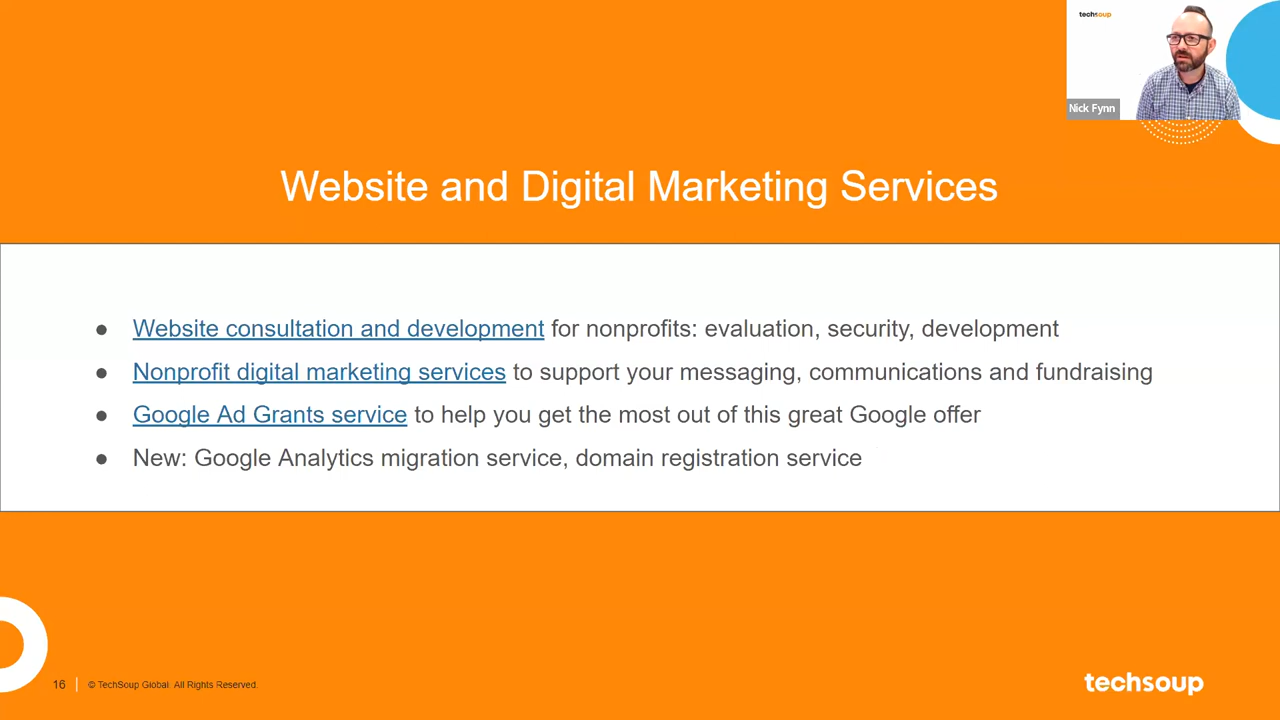 techsoup
Nick Fynn
Website and Digital Marketing Services
● Website consultation and development for nonprofits: evaluation, security, development
● Nonprofit digital marketing services to support your messaging, communications and fundraising
● Google Ad Grants service to help you get the most out of this great Google offer
● New: Google Analytics migration service, domain registration service
16 | © TechSoup Global. All Rights Reserved.
techsoup